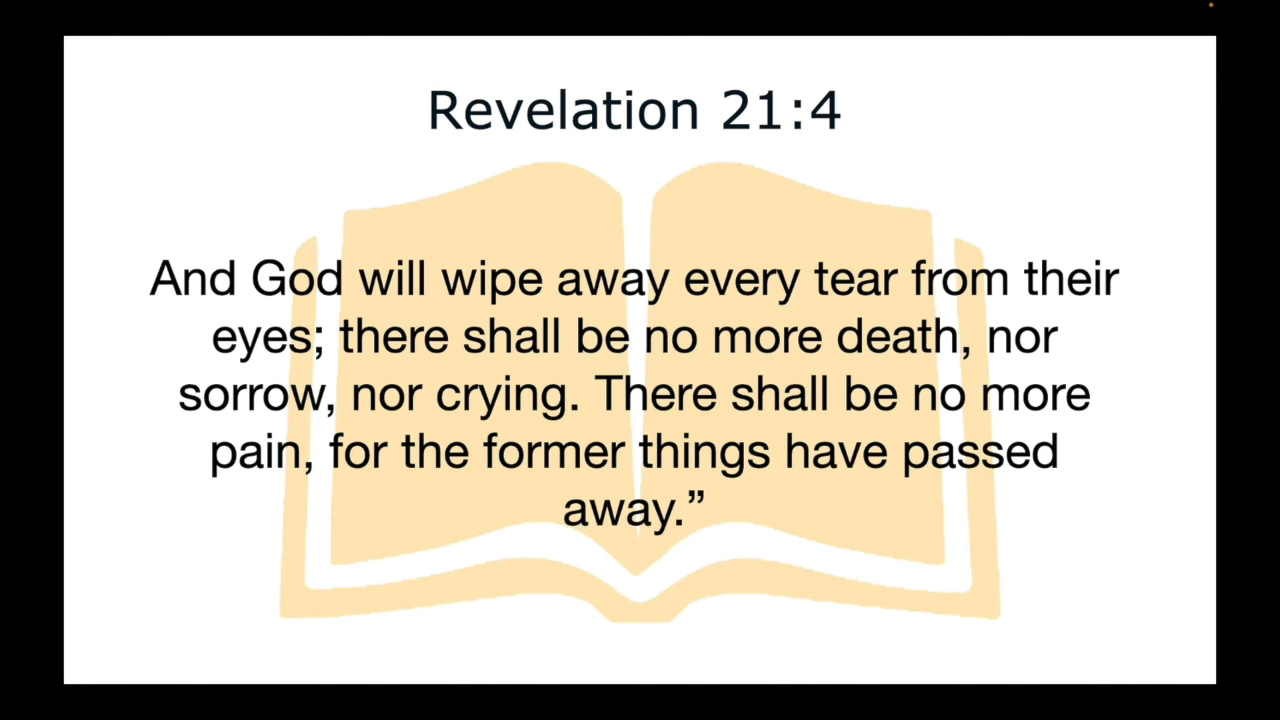 Revelation 21:4
And God will wipe away every tear from their
eyes; there shall be no more death, nor
sorrow, nor crying. There shall be no more
pain, for the former things have passed
away.”